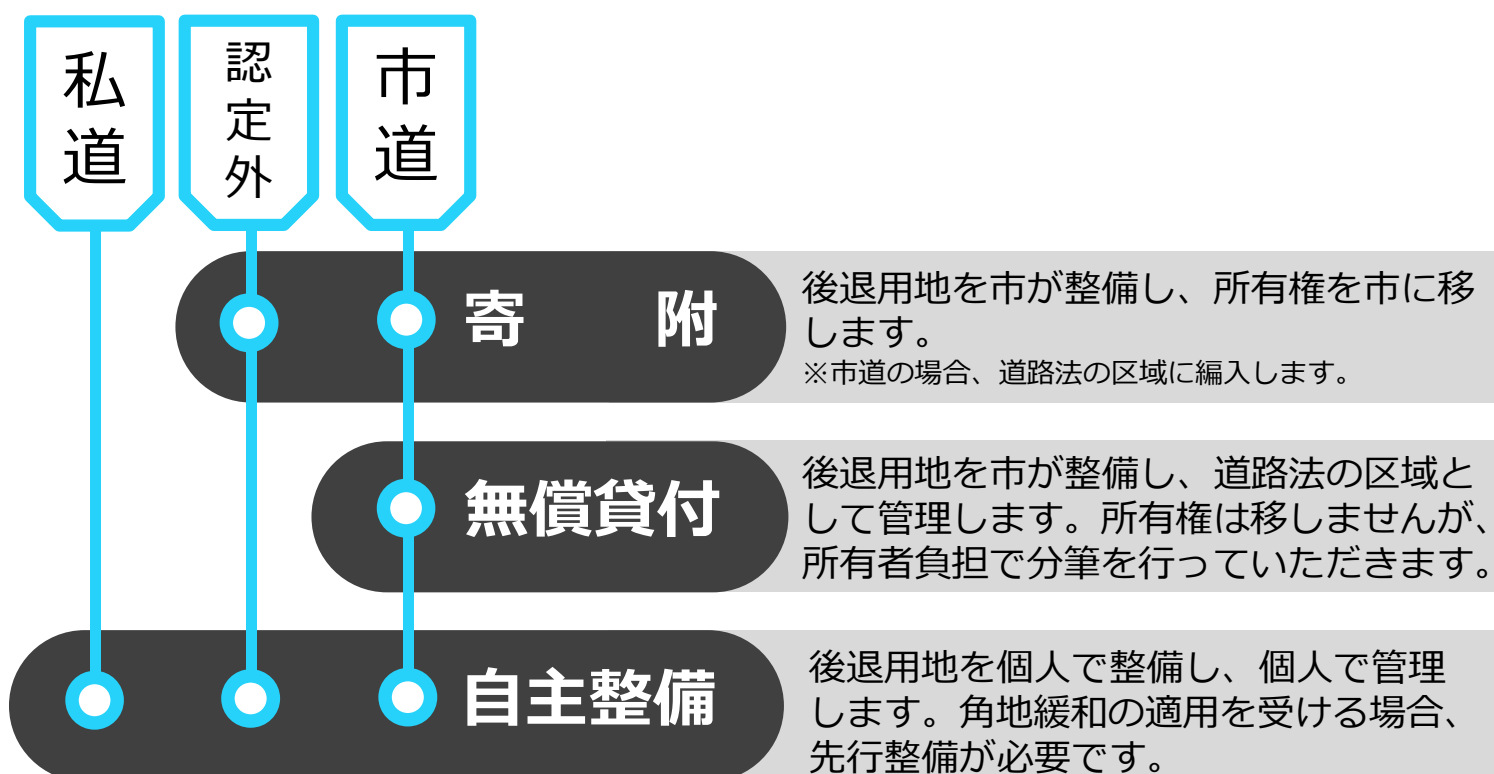 私道
認定外
市道
寄附
後退用地を市が整備し、所有権を市に移
します。
※市道の場合、道路法の区域に編入します。
無償貸付
後退用地を市が整備し、道路法の区域と
して管理します。所有権は移しませんが、
所有者負担で分筆を行っていただきます。
自主整備
後退用地を個人で整備し、個人で管理
します。角地緩和の適用を受ける場合、
先行整備が必要です。